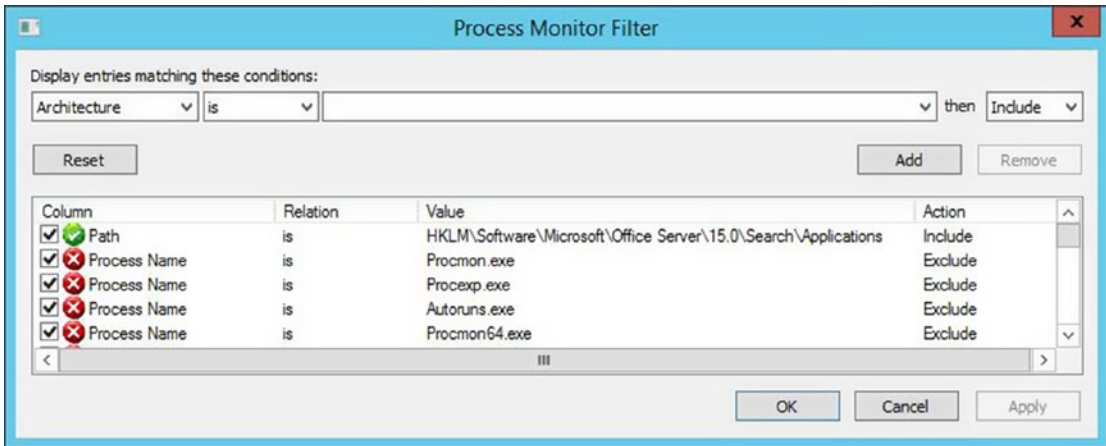 Process Monitor Filter
x
Display entries matching these conditions:
Architecture is then Include
Reset Add Remove
Column Relation Value Action
Path is HKLM\Software\Microsoft\Office Server\15.0\Search\Applications Include
Process Name is Procmon.exe Exclude
Process Name is Procexp.exe Exclude
Process Name is Autoruns.exe Exclude
Process Name is Procmon64.exe Exclude
OK Cancel Apply